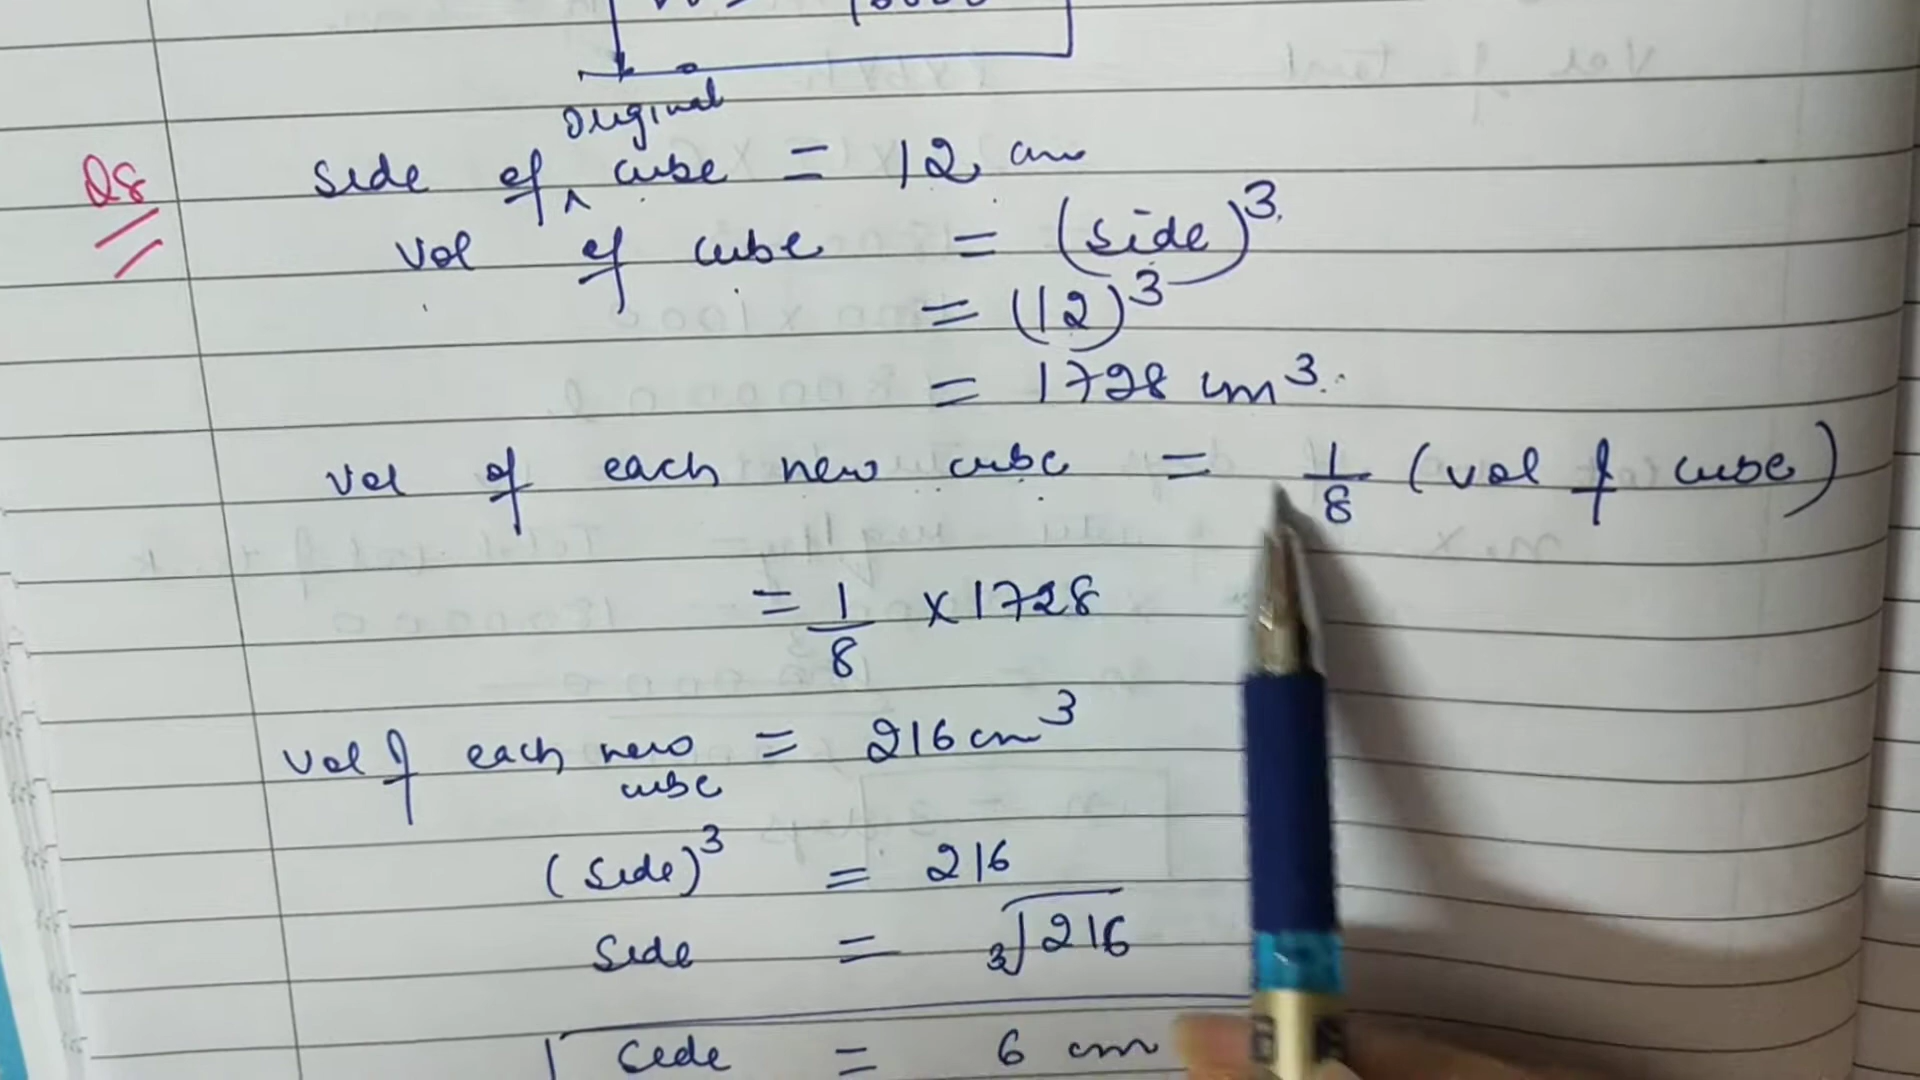 Original
Q8 Side of ^ cube = 12 cm
Vol of cube = (side)³
= (12)³
= 1728 cm³
Vol of each new cube = 1/8 (vol of cube)
= 1/8 × 1728
Vol of each new cube = 216 cm³
(Side)³ = 216
Side = ³√216
Side = 6 cm